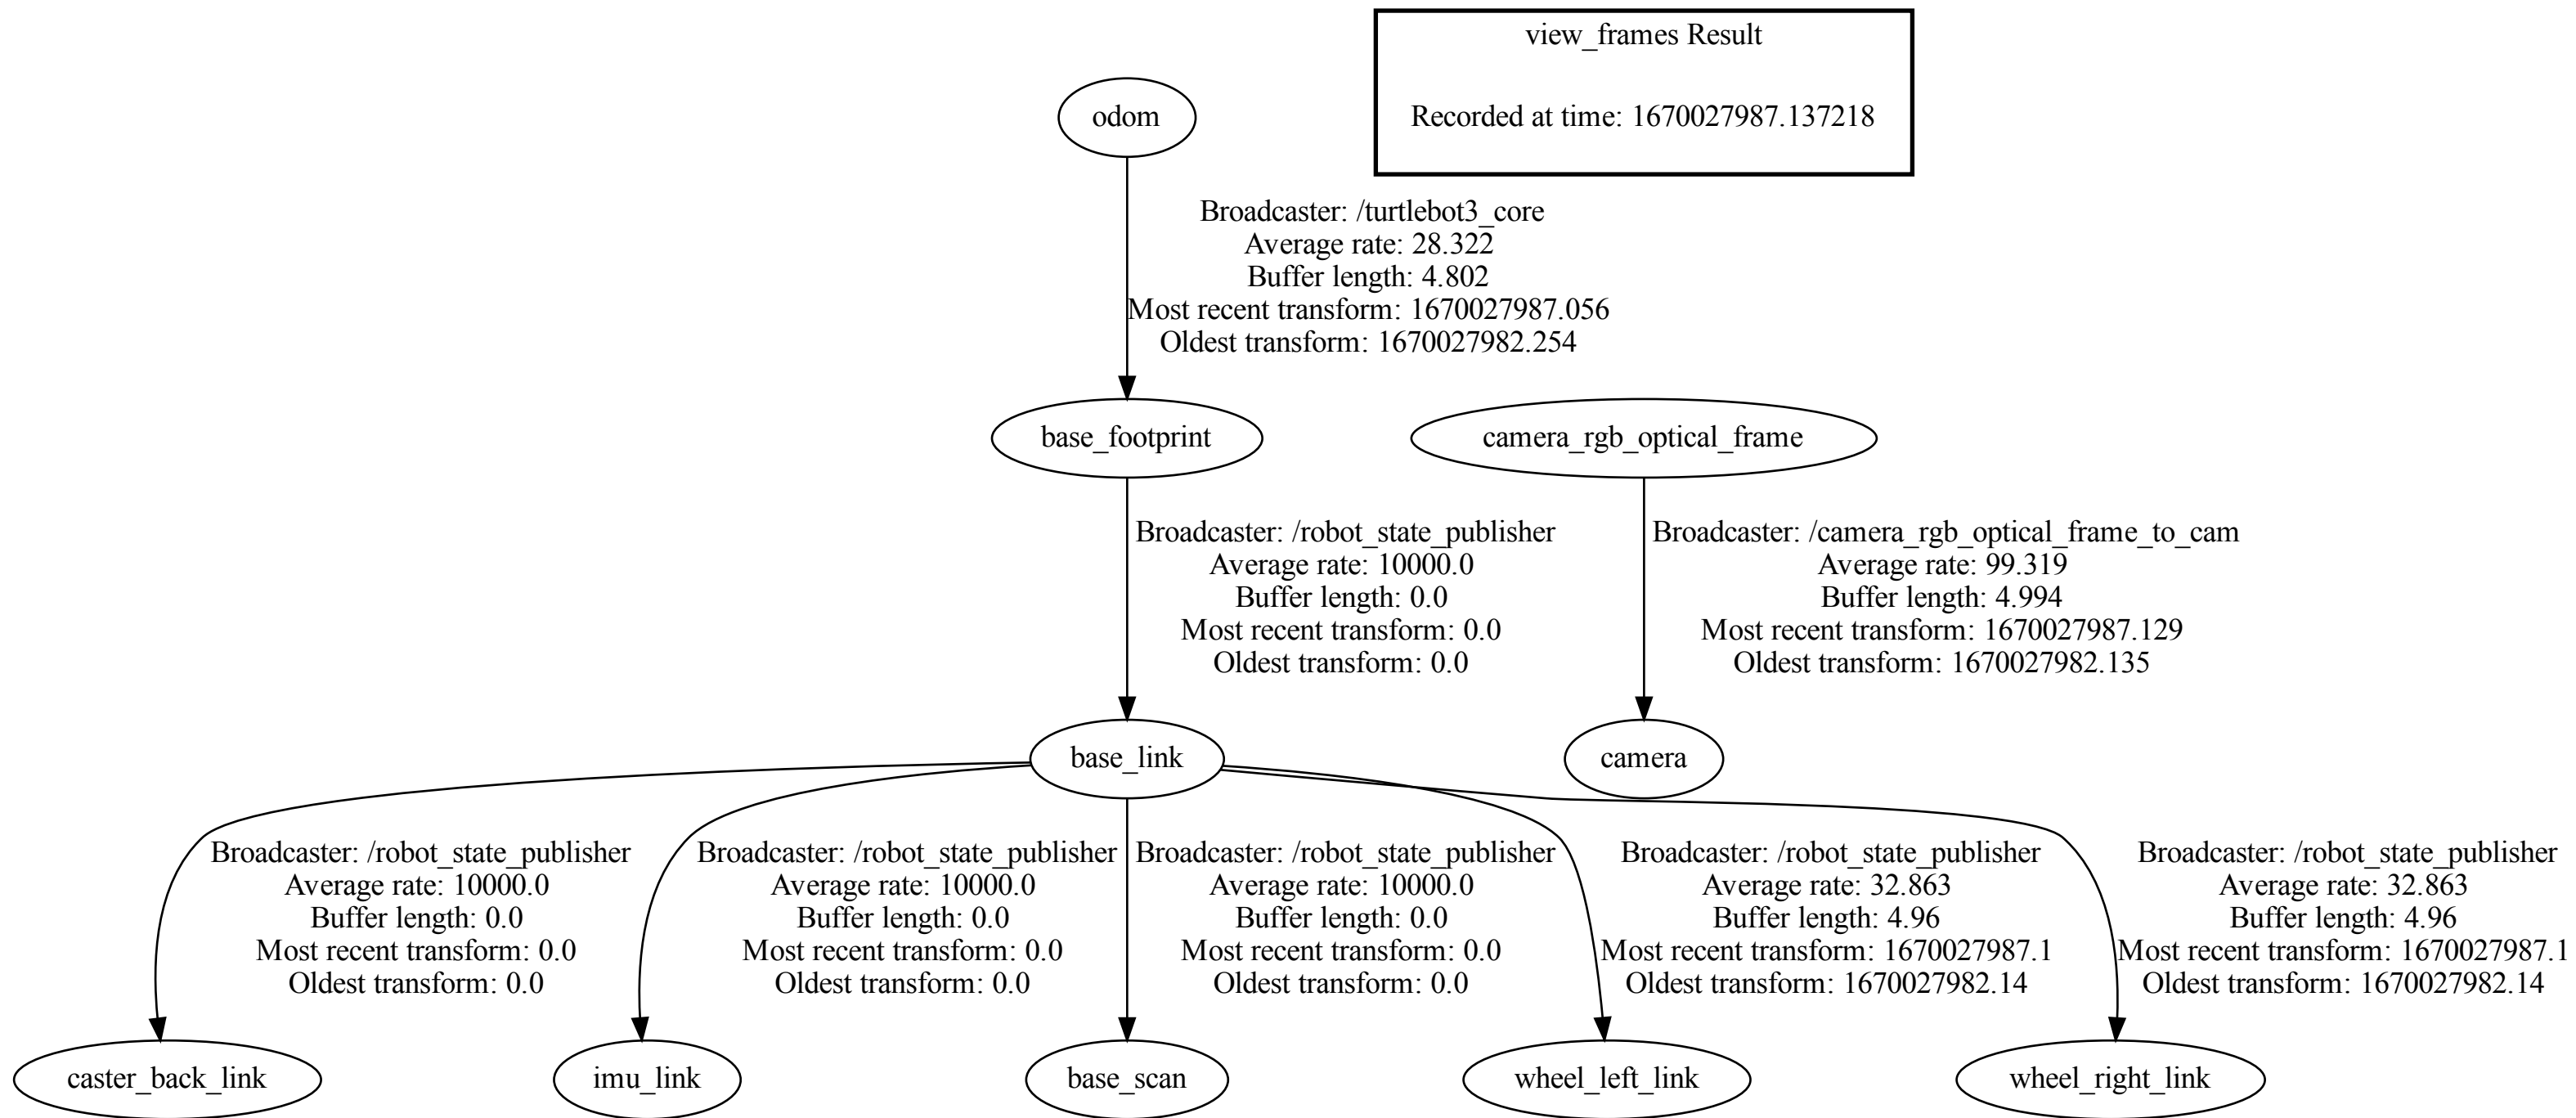 view_frames Result
Recorded at time: 1670027987.137218
odom
Broadcaster: /turtlebot3_core
Average rate: 28.322
Buffer length: 4.802
Most recent transform: 1670027987.056
Oldest transform: 1670027982.254
base_footprint
camera_rgb_optical_frame
Broadcaster: /robot_state_publisher
Average rate: 10000.0
Buffer length: 0.0
Most recent transform: 0.0
Oldest transform: 0.0
Broadcaster: /camera_rgb_optical_frame_to_cam
Average rate: 99.319
Buffer length: 4.994
Most recent transform: 1670027987.129
Oldest transform: 1670027982.135
base_link
camera
Broadcaster: /robot_state_publisher
Average rate: 10000.0
Buffer length: 0.0
Most recent transform: 0.0
Oldest transform: 0.0
Broadcaster: /robot_state_publisher
Average rate: 10000.0
Buffer length: 0.0
Most recent transform: 0.0
Oldest transform: 0.0
Broadcaster: /robot_state_publisher
Average rate: 10000.0
Buffer length: 0.0
Most recent transform: 0.0
Oldest transform: 0.0
Broadcaster: /robot_state_publisher
Average rate: 32.863
Buffer length: 4.96
Most recent transform: 1670027987.1
Oldest transform: 1670027982.14
Broadcaster: /robot_state_publisher
Average rate: 32.863
Buffer length: 4.96
Most recent transform: 1670027987.1
Oldest transform: 1670027982.14
caster_back_link
imu_link
base_scan
wheel_left_link
wheel_right_link